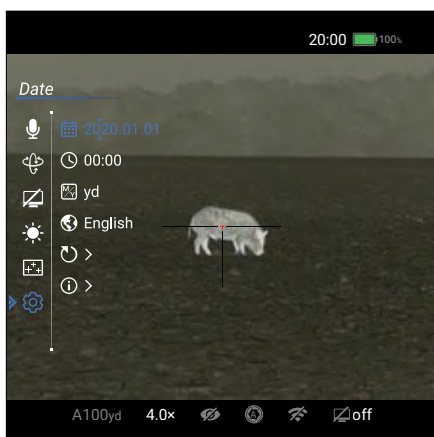 20:00 100%
Date
2020.01.01
00:00
M/Y yd
English
>
>
A100yd 4.0× A off